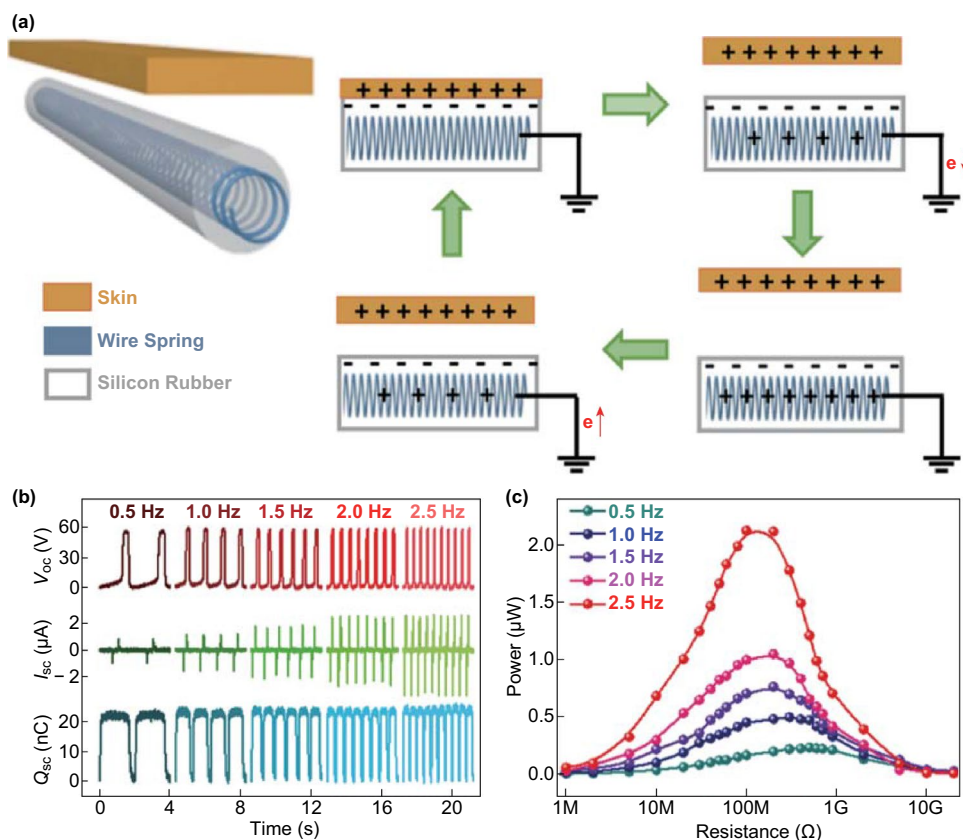 (a)
+ + + + + + + +
- - - - - - - -
+ + + + + + + +
- - - - - - - -
+ + + +
e
Skin
Wire Spring
Silicon Rubber
+ + + + + + + +
- - - - - - - -
+ + + +
e
+ + + + + + + +
- - - - - - - -
+ + + + + + + +
(b)
0.5 Hz 1.0 Hz 1.5 Hz 2.0 Hz 2.5 Hz
Voc (V)
60
30
0
Isc (µA)
2
0
−2
Qsc (nC)
20
10
0
0 4 8 12 16 20
Time (s)
(c)
0.5 Hz
1.0 Hz
1.5 Hz
2.0 Hz
2.5 Hz
Power (µW)
2.0
1.5
1.0
0.5
0.0
1M 10M 100M 1G 10G
Resistance (Ω)